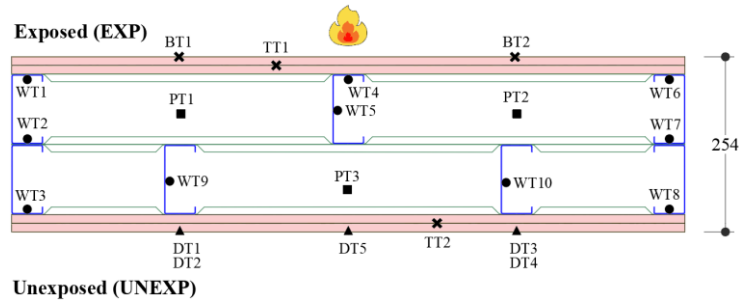 Exposed (EXP)
BT1
TT1
BT2
WT1
WT4
WT6
PT1
WT5
PT2
WT2
WT7
254
WT9
PT3
WT10
WT3
WT8
DT1
DT5
TT2
DT3
DT2
DT4
Unexposed (UNEXP)